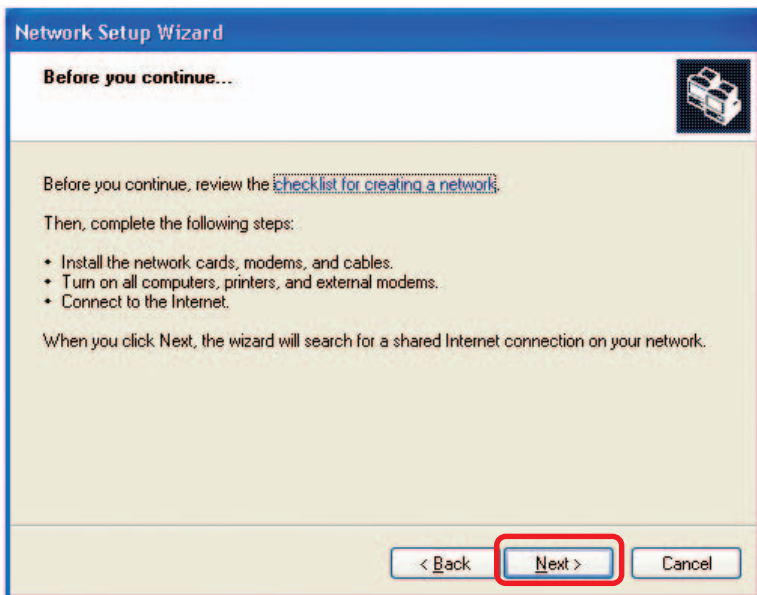 Network Setup Wizard
Before you continue...
Before you continue, review the checklist for creating a network.
Then, complete the following steps:
• Install the network cards, modems, and cables.
• Turn on all computers, printers, and external modems.
• Connect to the Internet.
When you click Next, the wizard will search for a shared Internet connection on your network.
< Back Next > Cancel